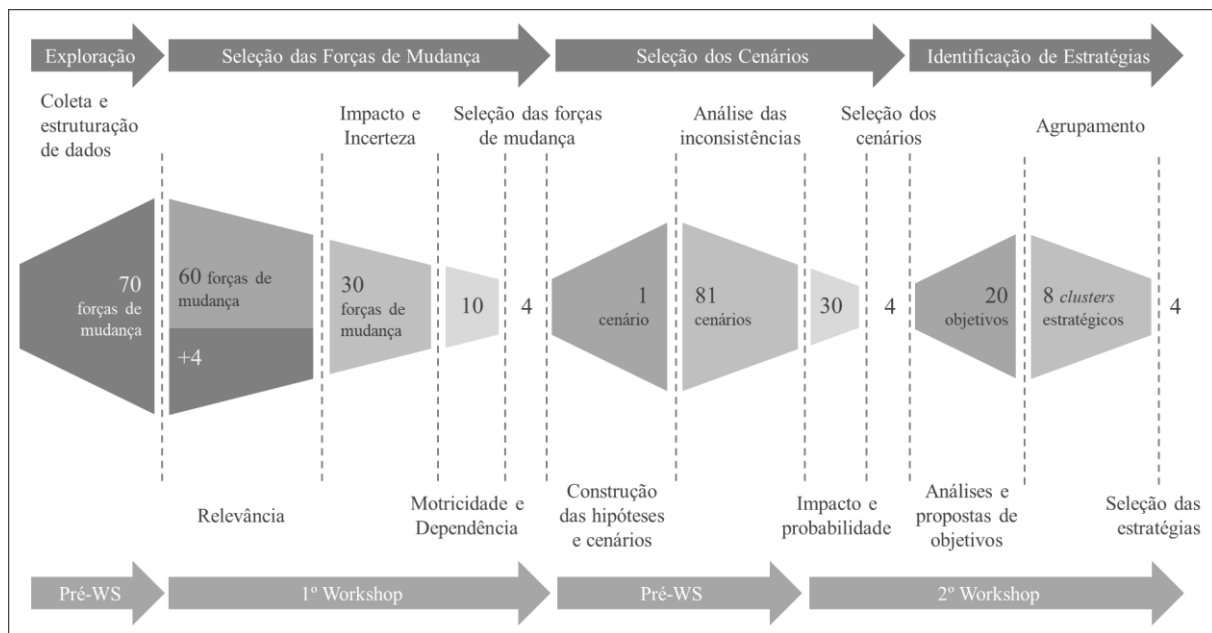 Exploração
Seleção das Forças de Mudança
Seleção dos Cenários
Identificação de Estratégias
Coleta e
estruturação
de dados
Impacto e
Incerteza
Seleção das forças
de mudança
Análise das
inconsistências
Seleção dos
cenários
Agrupamento
70
forças de
mudança
60 forças de
mudança
+4
30
forças de
mudança
10
4
1
cenário
81
cenários
30
4
20
objetivos
8 clusters
estratégicos
4
Relevância
Motricidade e
Dependência
Construção
das hipóteses
e cenários
Impacto e
probabilidade
Análises e
propostas de
objetivos
Seleção das
estratégias
Pré-WS
1º Workshop
Pré-WS
2º Workshop